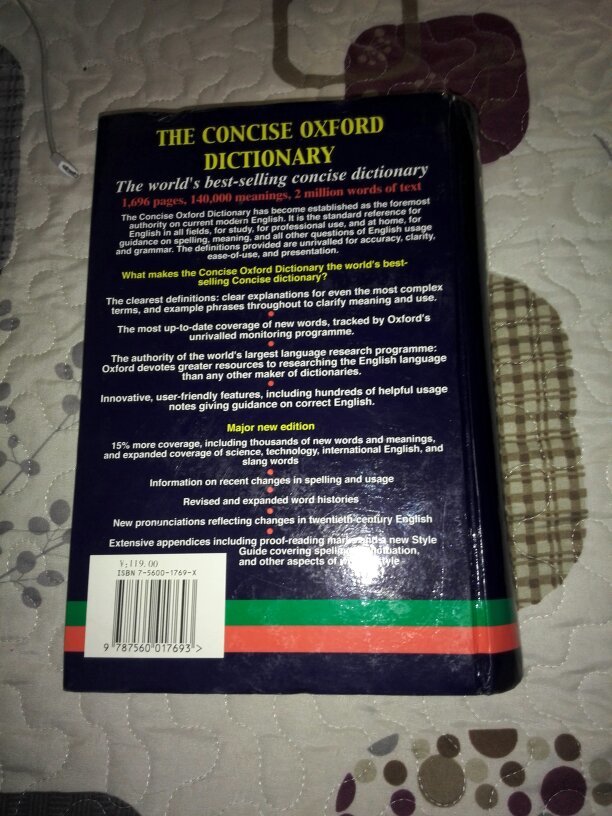 THE CONCISE OXFORD
DICTIONARY
The world's best-selling concise dictionary
1,696 pages, 140,000 meanings, 2 million words of text
The Concise Oxford Dictionary has become established as the foremost
authority on current modern English. It is the standard reference for
English in all fields, for study, for professional use, and at home, for
guidance on spelling, meaning, and all other questions of English usage
and grammar. The definitions provided are unrivalled for accuracy, clarity,
ease-of-use, and presentation.
What makes the Concise Oxford Dictionary the world's best-
selling Concise dictionary?
The clearest definitions: clear explanations for even the most complex
terms, and example phrases throughout to clarify meaning and use.
The most up-to-date coverage of new words, tracked by Oxford's
unrivalled monitoring programme.
The authority of the world's largest language research programme:
Oxford devotes greater resources to researching the English language
than any other maker of dictionaries.
Innovative, user-friendly features, including hundreds of helpful usage
notes giving guidance on correct English.
Major new edition
15% more coverage, including thousands of new words and meanings,
and expanded coverage of science, technology, international English, and
slang words
Information on recent changes in spelling and usage
Revised and expanded word histories
New pronunciations reflecting changes in twentieth-century English
Extensive appendices including proof-reading marks and a new Style
Guide covering spelling,
and other aspects of style
¥:119.00
ISBN 7-5600-1769-X
9 787560 017693 >